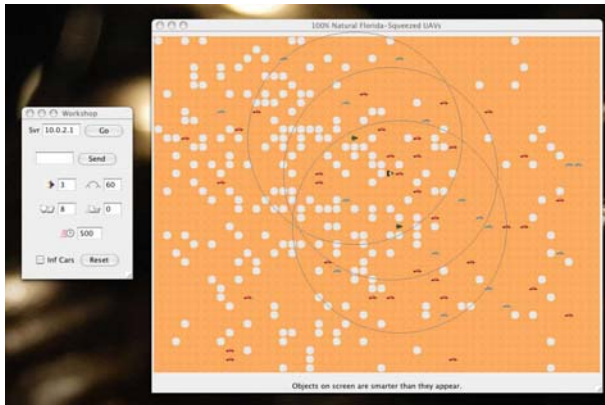 100% Natural Florida-Squeezed UAVs
Workshop
Svr 10.0.2.1 Go
Send
3 60
8 0
500
Inf Cars Reset
Objects on screen are smarter than they appear.